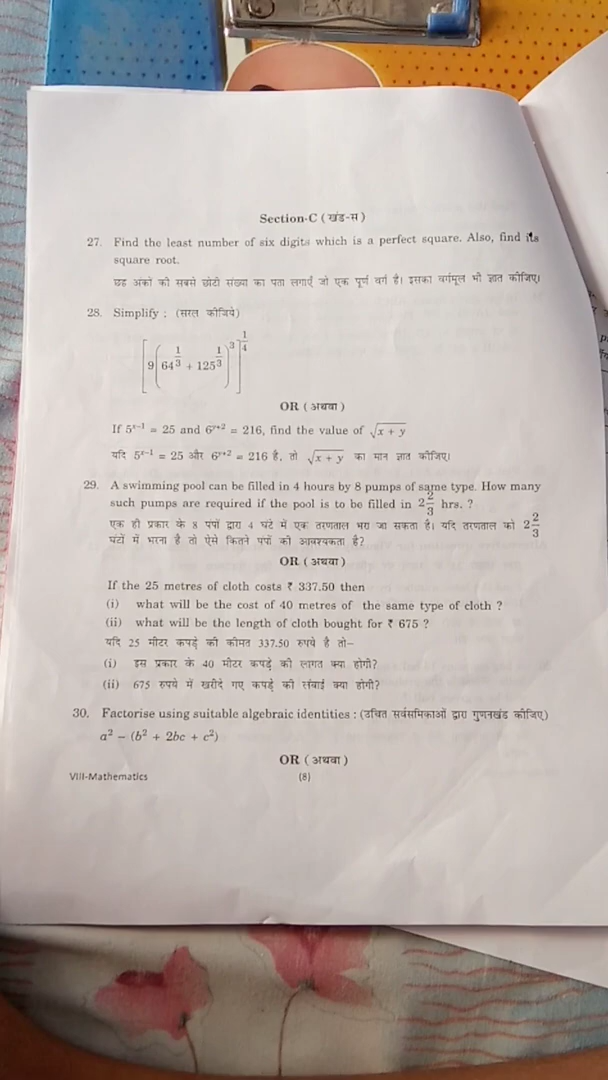 EAGLE
Section-C (खंड-स)
27. Find the least number of six digits which is a perfect square. Also, find its
square root.
छह अंकों की सबसे छोटी संख्या का पता लगाएँ जो एक पूर्ण वर्ग है। इसका वर्गमूल भी ज्ञात कीजिए।
28. Simplify : (सरल कीजिये)
[9(64^(1/3) + 125^(1/3))^3]^(1/4)
OR (अथवा)
If 5^(x-1) = 25 and 6^(y+2) = 216, find the value of √(x + y)
यदि 5^(x-1) = 25 और 6^(y+2) = 216 है, तो √(x + y) का मान ज्ञात कीजिए।
29. A swimming pool can be filled in 4 hours by 8 pumps of same type. How many
such pumps are required if the pool is to be filled in 2 2/3 hrs. ?
एक ही प्रकार के 8 पंपों द्वारा 4 घंटे में एक तरणताल भरा जा सकता है। यदि तरणताल को 2 2/3
घंटों में भरना है तो ऐसे कितने पंपों की आवश्यकता है?
OR (अथवा)
If the 25 metres of cloth costs ₹ 337.50 then
(i) what will be the cost of 40 metres of the same type of cloth ?
(ii) what will be the length of cloth bought for ₹ 675 ?
यदि 25 मीटर कपड़े की कीमत 337.50 रुपये है तो–
(i) इस प्रकार के 40 मीटर कपड़े की लागत क्या होगी?
(ii) 675 रुपये में खरीदे गए कपड़े की लंबाई क्या होगी?
30. Factorise using suitable algebraic identities : (उचित सर्वसमिकाओं द्वारा गुणनखंड कीजिए)
a² – (b² + 2bc + c²)
OR (अथवा)
VIII-Mathematics (8)